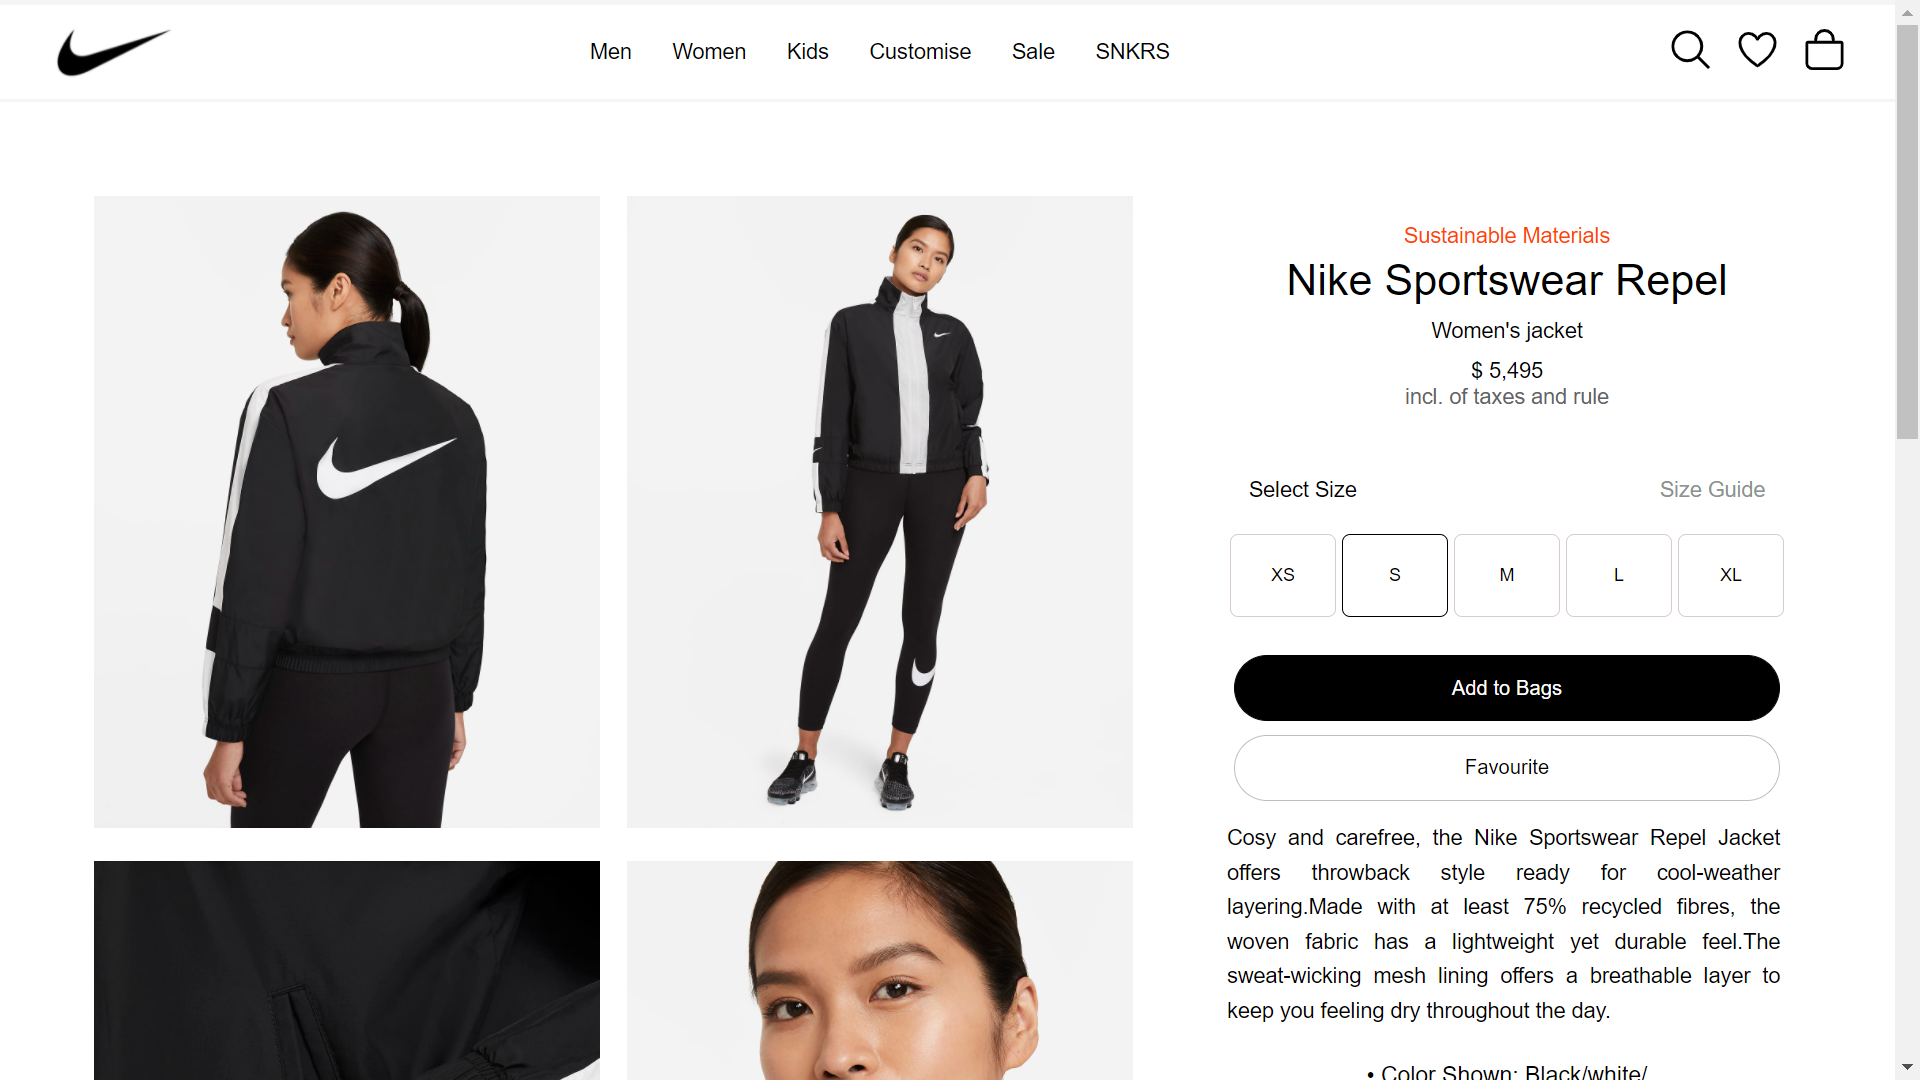 Men Women Kids Customise Sale SNKRS
Sustainable Materials
Nike Sportswear Repel
Women's jacket
$ 5,495
incl. of taxes and rule
Select Size Size Guide
XS S M L XL
Add to Bags
Favourite
Cosy and carefree, the Nike Sportswear Repel Jacket
offers throwback style ready for cool-weather
layering.Made with at least 75% recycled fibres, the
woven fabric has a lightweight yet durable feel.The
sweat-wicking mesh lining offers a breathable layer to
keep you feeling dry throughout the day.
• Color Shown: Black/white/